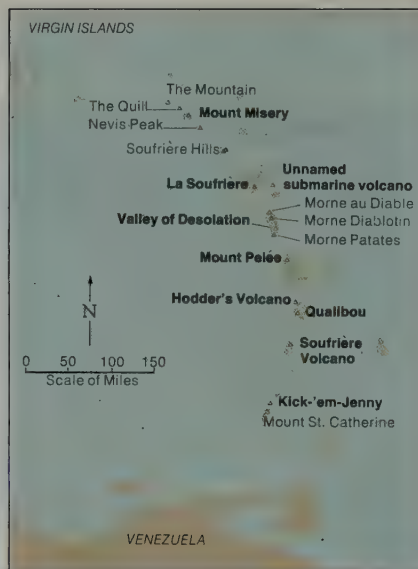 VIRGIN ISLANDS
The Mountain
The Quill
Mount Misery
Nevis Peak
Soufrière Hills
Unnamed
submarine volcano
La Soufrière
Morne au Diable
Valley of Desolation
Morne Diablotin
Morne Patates
Mount Pelée
Hodder's Volcano
Qualibou
Soufrière
Volcano
N
0 50 100 150
Scale of Miles
Kick-'em-Jenny
Mount St. Catherine
VENEZUELA